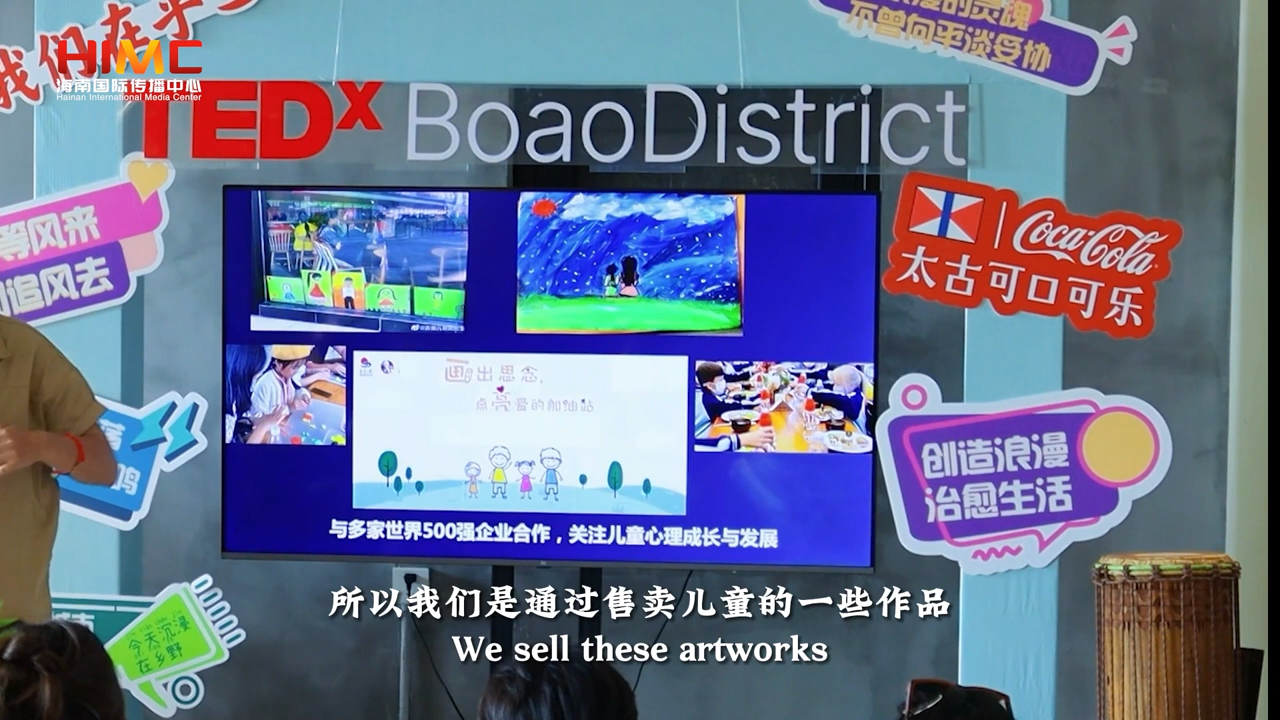 我们在乎
HIMC
海南国际传播中心
Hainan International Media Center
的灵魂
不曾向平淡妥协
TEDx BoaoDistrict
等风来
追风去
Coca-Cola
太古可口可乐
画出思念,
点亮爱的加油站
创造浪漫
治愈生活
与多家世界500强企业合作，关注儿童心理成长与发展
今天沉漫
在乡野
所以我们是通过售卖儿童的一些作品
We sell these artworks